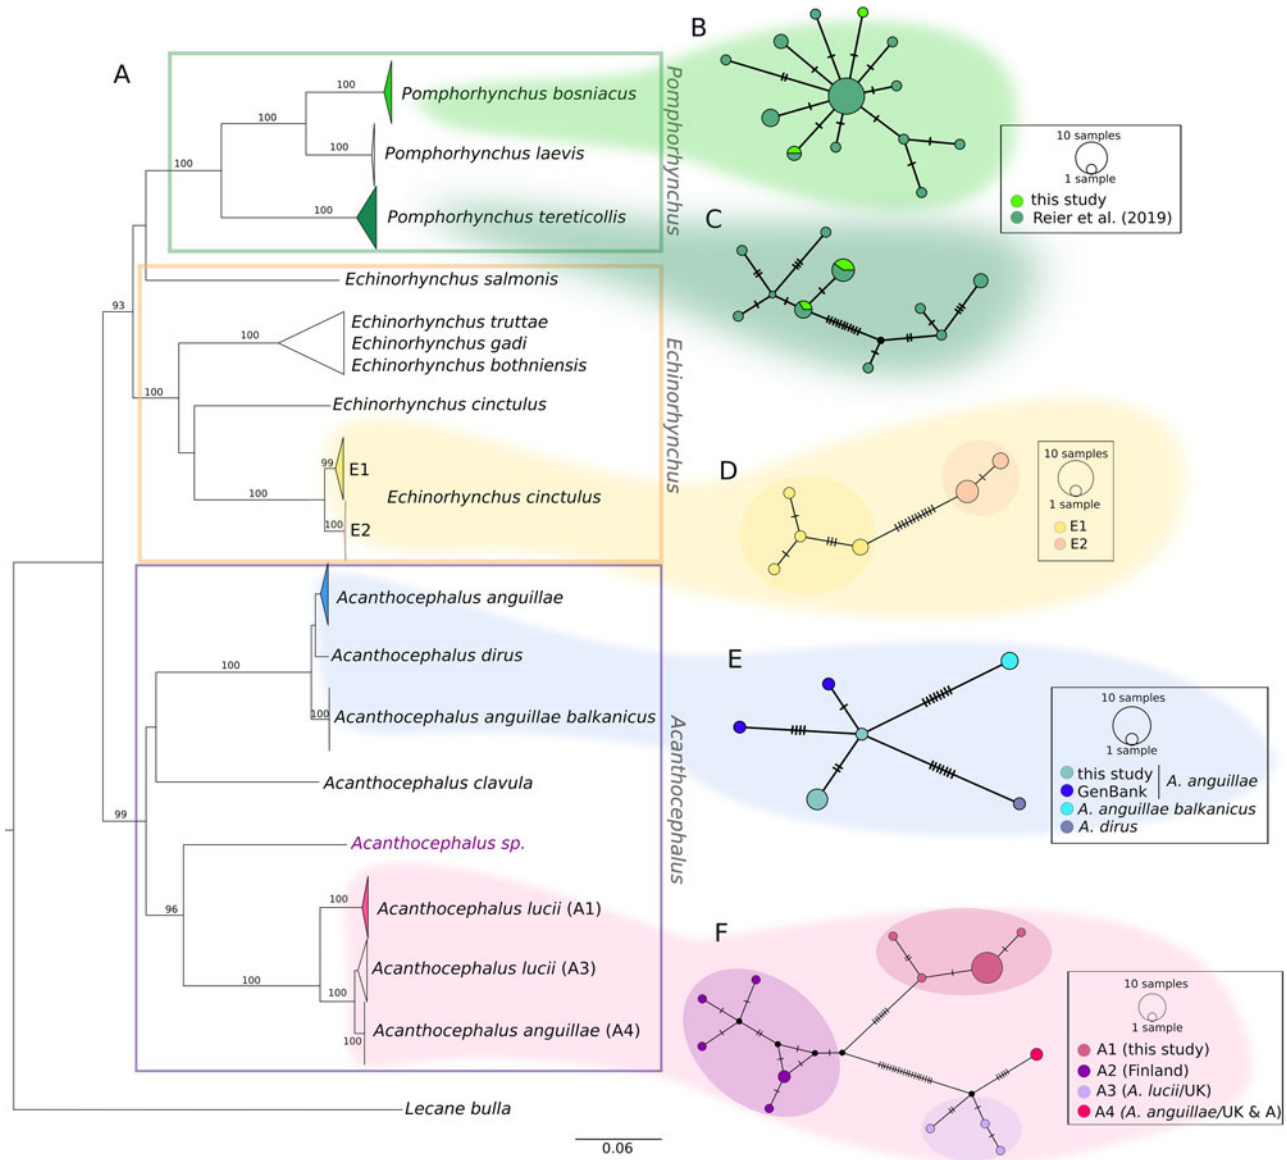 A
100
Pomphorhynchus bosniacus
100
100
Pomphorhynchus laevis
100
100
Pomphorhynchus tereticollis
Pomphorhynchus
Echinorhynchus salmonis
93
100
Echinorhynchus truttae
Echinorhynchus gadi
Echinorhynchus bothniensis
100
Echinorhynchus cinctulus
99
E1
100
Echinorhynchus cinctulus
100
E2
Echinorhynchus
Acanthocephalus anguillae
100
Acanthocephalus dirus
100
Acanthocephalus anguillae balkanicus
Acanthocephalus clavula
99
Acanthocephalus sp.
96
100
Acanthocephalus lucii (A1)
100
Acanthocephalus lucii (A3)
100
Acanthocephalus anguillae (A4)
100
Acanthocephalus
Lecane bulla
0.06
B
10 samples
1 sample
this study
Reier et al. (2019)
C
D
10 samples
1 sample
E1
E2
E
10 samples
1 sample
this study
GenBank
A. anguillae
A. anguillae balkanicus
A. dirus
F
10 samples
1 sample
A1 (this study)
A2 (Finland)
A3 (A. lucii/UK)
A4 (A. anguillae/UK & A)